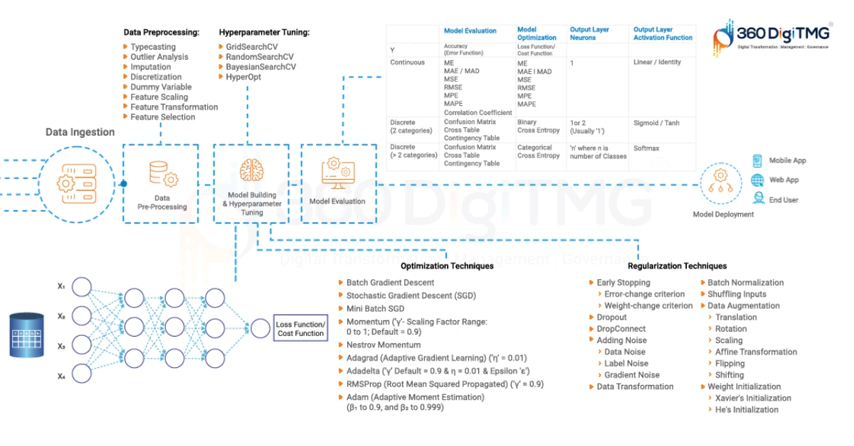 Data Preprocessing:
Typecasting
Outlier Analysis
Imputation
Discretization
Dummy Variable
Feature Scaling
Feature Transformation
Feature Selection
Hyperparameter Tuning:
GridSearchCV
RandomSearchCV
BayesianSearchCV
HyperOpt
Model Evaluation
Model Optimization
Output Layer Neurons
Output Layer Activation Function
Y
Accuracy (Error Function)
Loss Function/ Cost Function
Continuous
ME
MAE / MAD
MSE
RMSE
MPE
MAPE
Correlation Coefficient
ME
MAE | MAD
MSE
RMSE
MPE
MAPE
1
Linear / Identity
Discrete (2 categories)
Confusion Matrix
Cross Table
Contingency Table
Binary Cross Entropy
1or 2 (Usually '1')
Sigmoid / Tanh
Discrete (> 2 categories)
Confusion Matrix
Cross Table
Contingency Table
Categorical Cross Entropy
'n' where n is number of Classes
Softmax
360DigiTMG
Digital Transformation · Management · Governance
Data Ingestion
Data
Pre-Processing
Model Building
& Hyperparameter
Tuning
Model Evaluation
Model Deployment
Mobile App
Web App
End User
360DigiTMG
Digital Transformation · Management · Governance
X₁
X₂
X₃
X₄
Loss Function/
Cost Function
Optimization Techniques
Batch Gradient Descent
Stochastic Gradient Descent (SGD)
Mini Batch SGD
Momentum ('γ'- Scaling Factor Range:
0 to 1; Default = 0.9)
Nestrov Momentum
Adagrad (Adaptive Gradient Learning) ('η' = 0.01)
Adadelta ('γ' Default = 0.9 & η = 0.01 & Epsilon 'ε')
RMSProp (Root Mean Squared Propagated) ('γ' = 0.9)
Adam (Adaptive Moment Estimation)
(β₁ to 0.9, and β₂ to 0.999)
Regularization Techniques
Early Stopping
Error-change criterion
Weight-change criterion
Dropout
DropConnect
Adding Noise
Data Noise
Label Noise
Gradient Noise
Data Transformation
Batch Normalization
Shuffling Inputs
Data Augmentation
Translation
Rotation
Scaling
Affine Transformation
Flipping
Shifting
Weight Initialization
Xavier's Initialization
He's Initialization